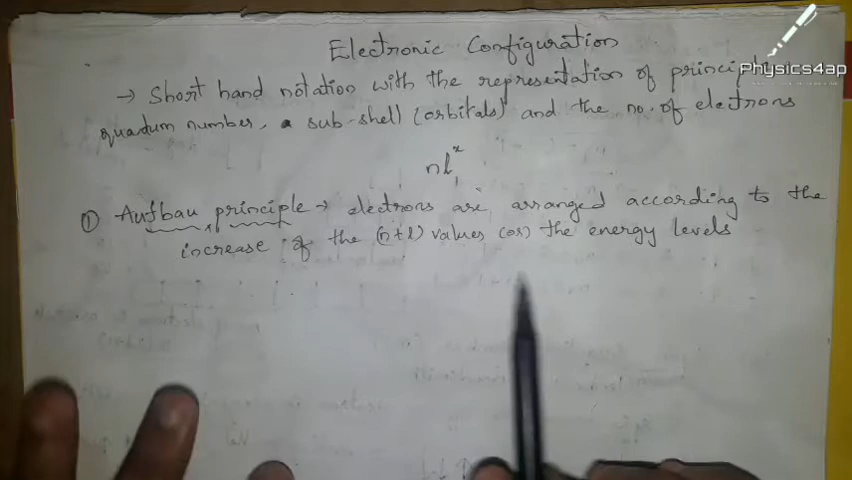 Electronic Configuration
Physics4ap
→ Short hand notation with the representation of principle
quantum number, sub-shell (orbitals) and the no. of electrons
nlˣ
① Aufbau principle → electrons are arranged according to the
increase of the (n+l) values (or) the energy levels